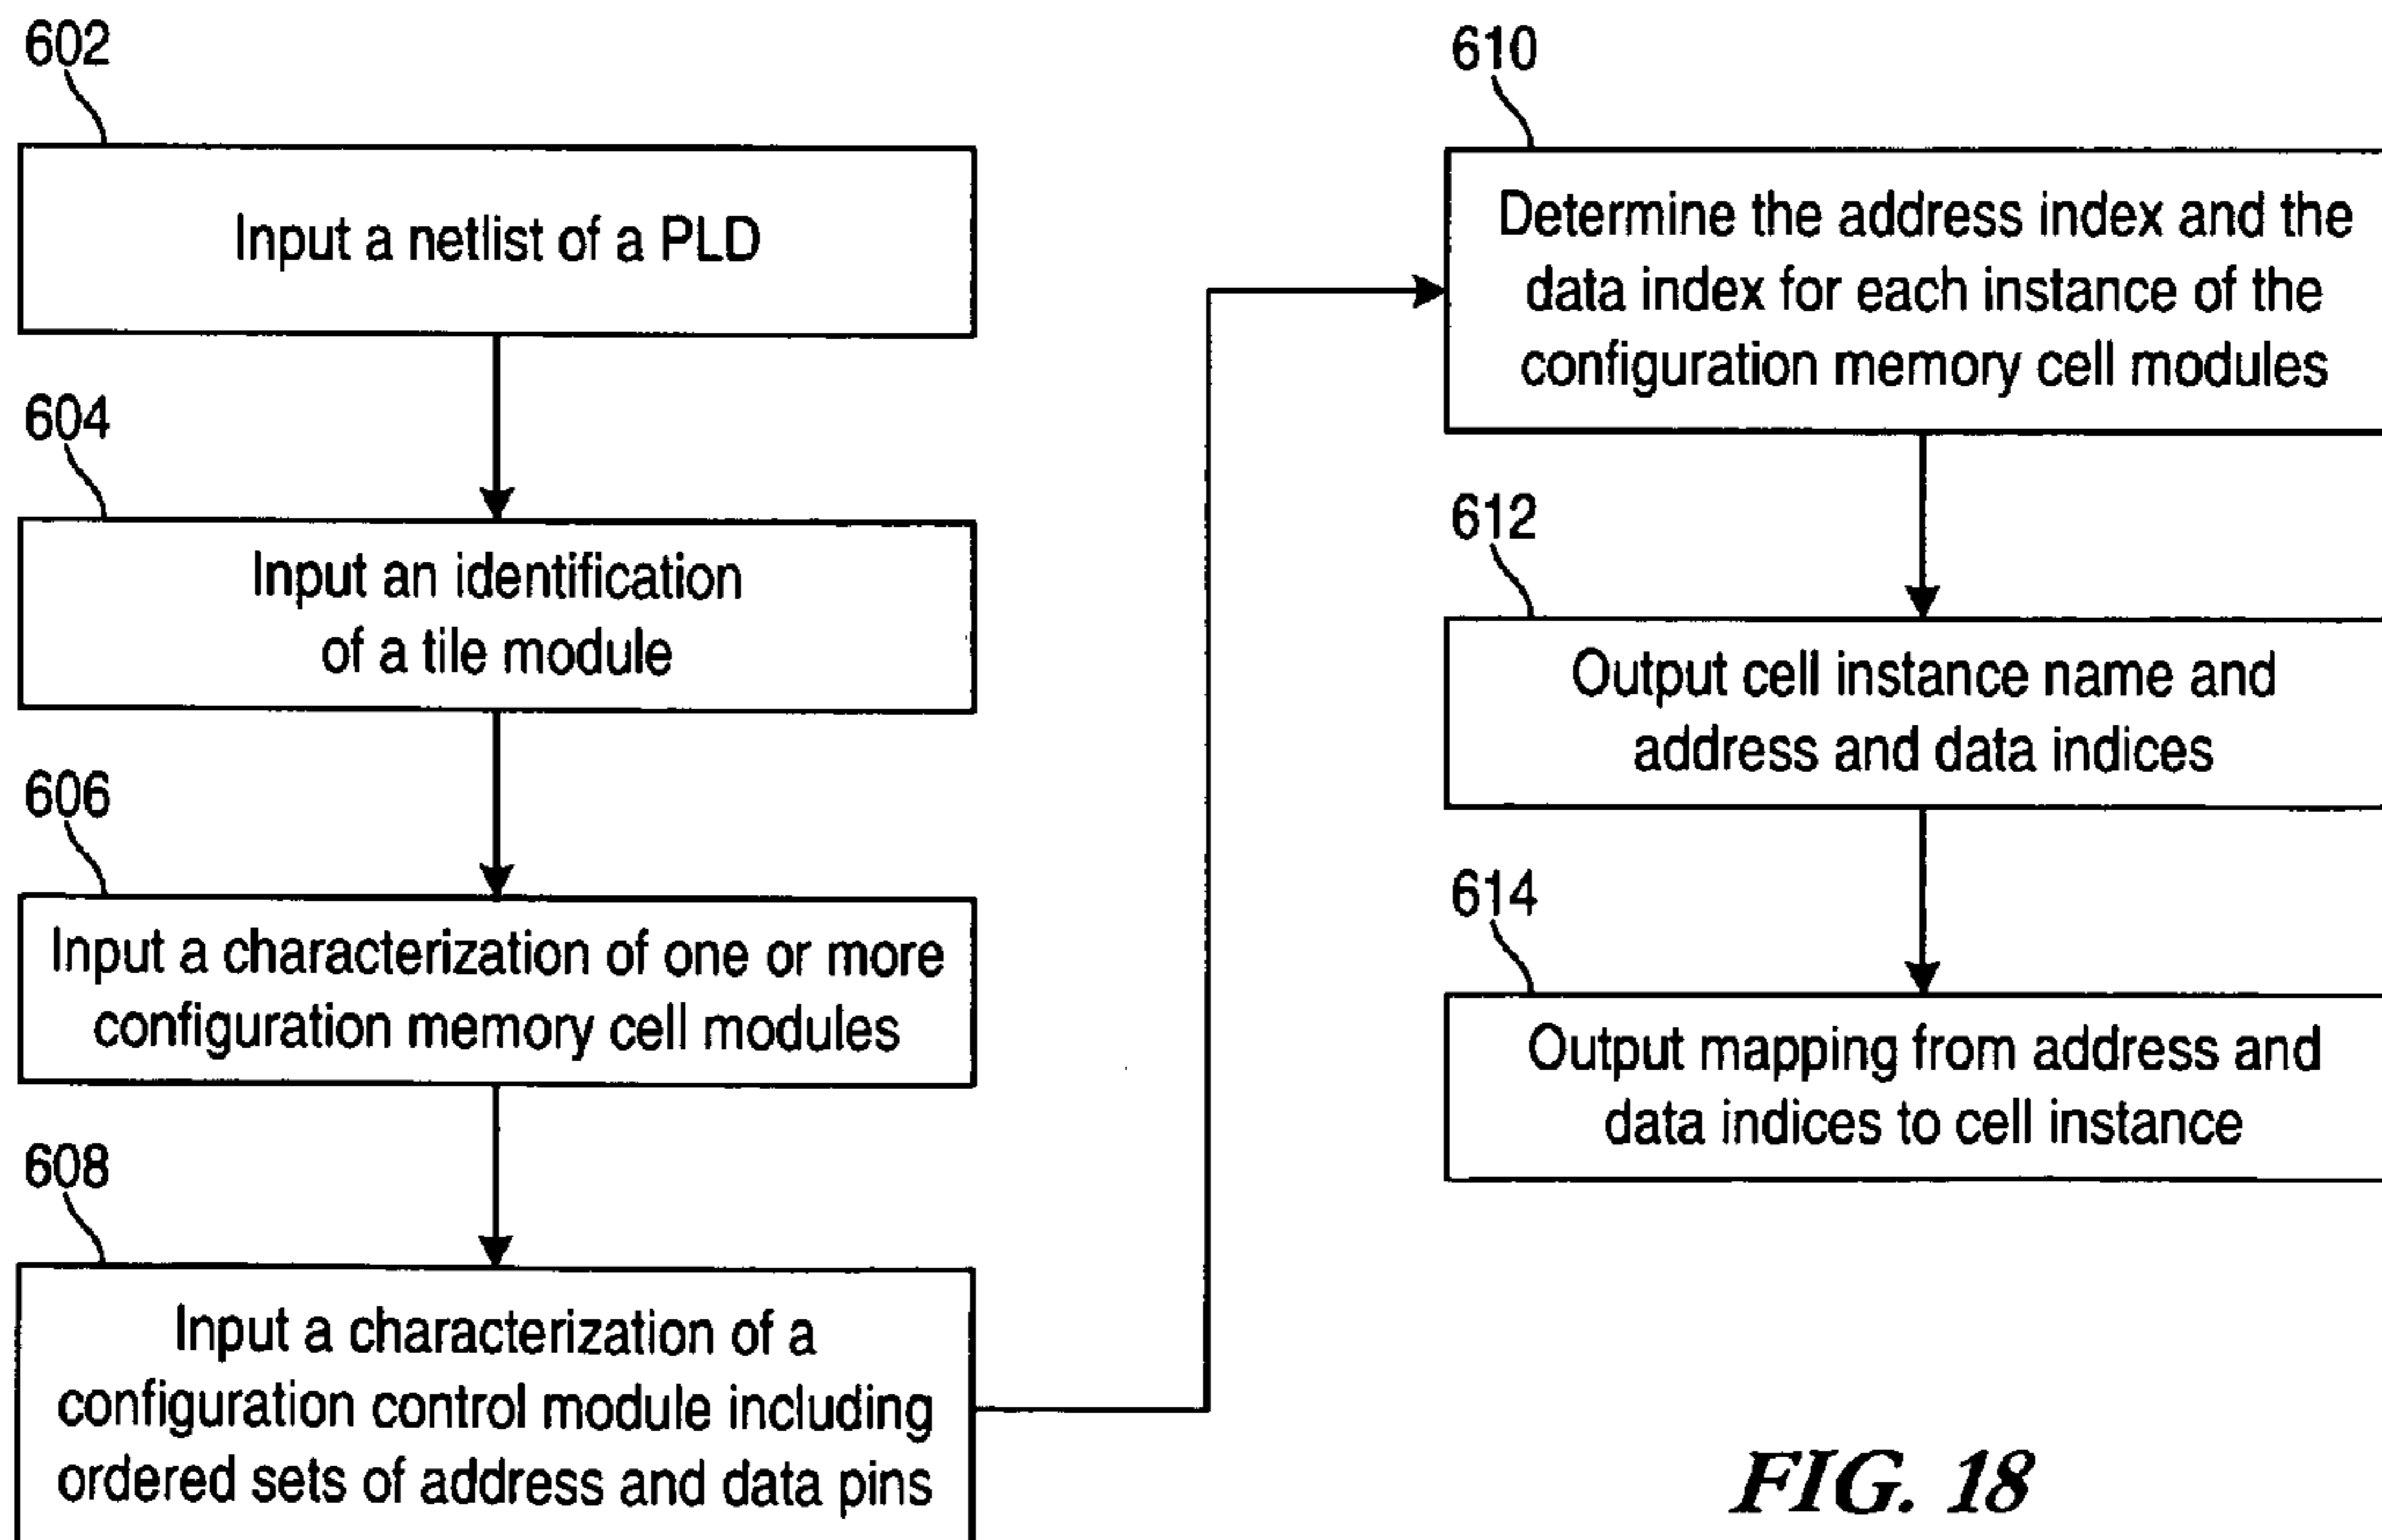 602
Input a netlist of a PLD
604
Input an identification
of a tile module
606
Input a characterization of one or more
configuration memory cell modules
608
Input a characterization of a
configuration control module including
ordered sets of address and data pins
610
Determine the address index and the
data index for each instance of the
configuration memory cell modules
612
Output cell instance name and
address and data indices
614
Output mapping from address and
data indices to cell instance
FIG. 18